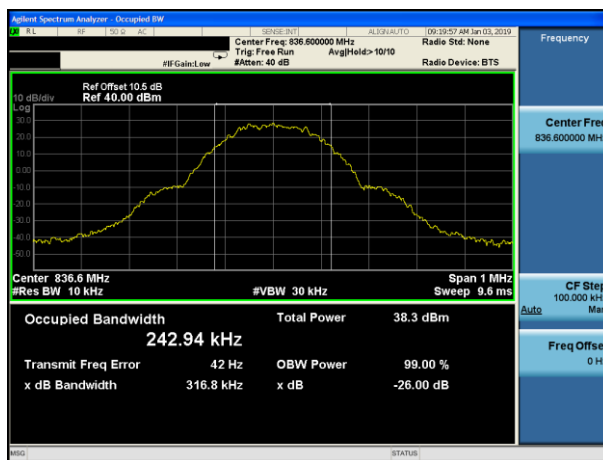 Agilent Spectrum Analyzer - Occupied BW
RL RF 50 Ω AC SENSE:INT ALIGNAUTO 09:19:57 AM Jan 03, 2019
Center Freq: 836.600000 MHz Radio Std: None
Trig: Free Run Avg|Hold:>10/10
#IFGain:Low #Atten: 40 dB Radio Device: BTS
Frequency
Ref Offset 10.5 dB
10 dB/div Ref 40.00 dBm
Log
30.0
20.0
10.0
0.00
-10.0
-20.0
-30.0
-40.0
-50.0
Center Freq
836.600000 MHz
Center 836.6 MHz Span 1 MHz
#Res BW 10 kHz #VBW 30 kHz Sweep 9.6 ms
CF Step
100.000 kHz
Auto Man
Occupied Bandwidth Total Power 38.3 dBm
242.94 kHz
Transmit Freq Error 42 Hz OBW Power 99.00 %
x dB Bandwidth 316.8 kHz x dB -26.00 dB
Freq Offset
0 Hz
MSG STATUS